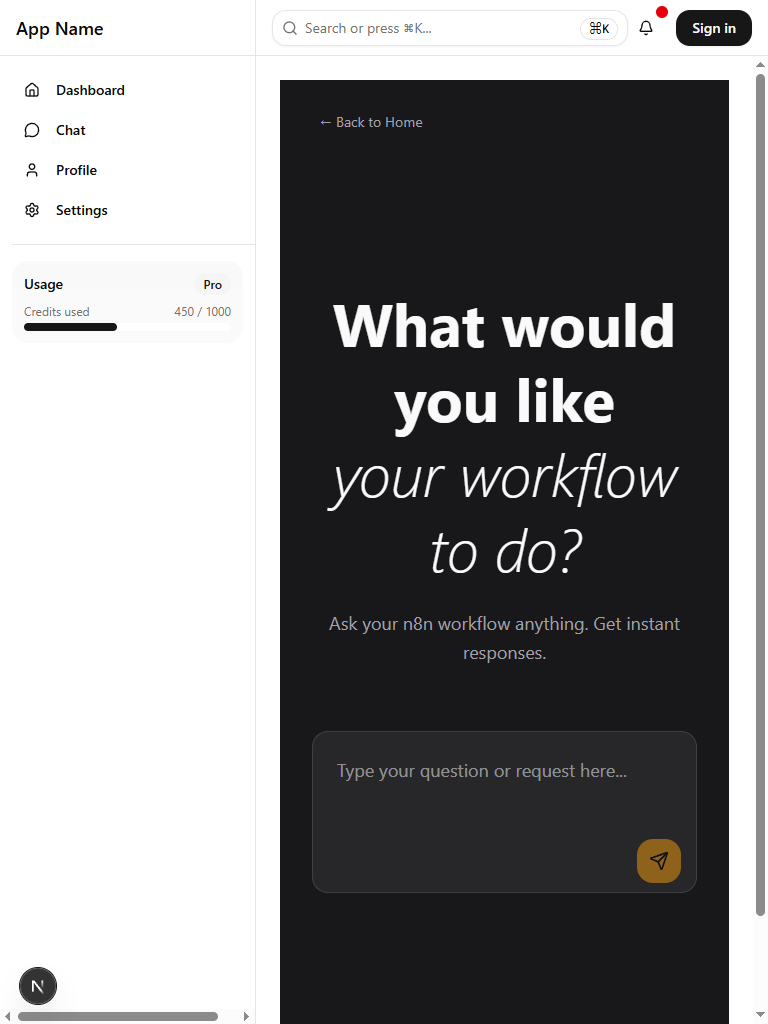 App Name
Search or press ⌘K...
⌘K
Sign in
Dashboard
Chat
Profile
Settings
Usage
Pro
Credits used
450 / 1000
← Back to Home
What would
you like
your workflow
to do?
Ask your n8n workflow anything. Get instant
responses.
Type your question or request here...
N